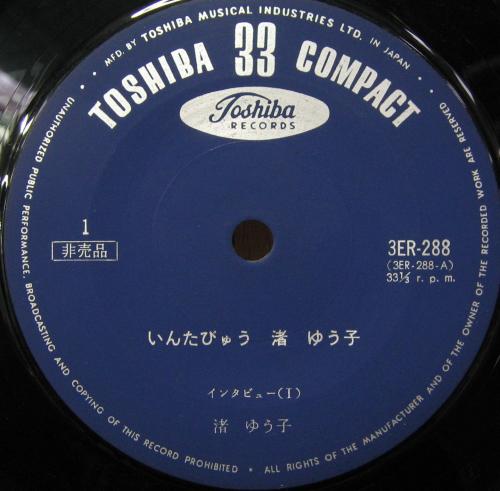 MFD. BY TOSHIBA MUSICAL INDUSTRIES LTD. IN JAPAN
TOSHIBA 33 COMPACT
Toshiba
RECORDS
1
非売品
3ER-288
(3ER-288-A)
33⅓ r. p. m.
いんたびゅう 渚 ゆう子
インタビュー(I)
渚 ゆう子
UNAUTHORIZED PUBLIC PERFORMANCE, BROADCASTING AND COPYING OF THIS RECORD PROHIBITED • ALL RIGHTS OF THE MANUFACTURER AND OF THE OWNER OF THE RECORDED WORK ARE RESERVED